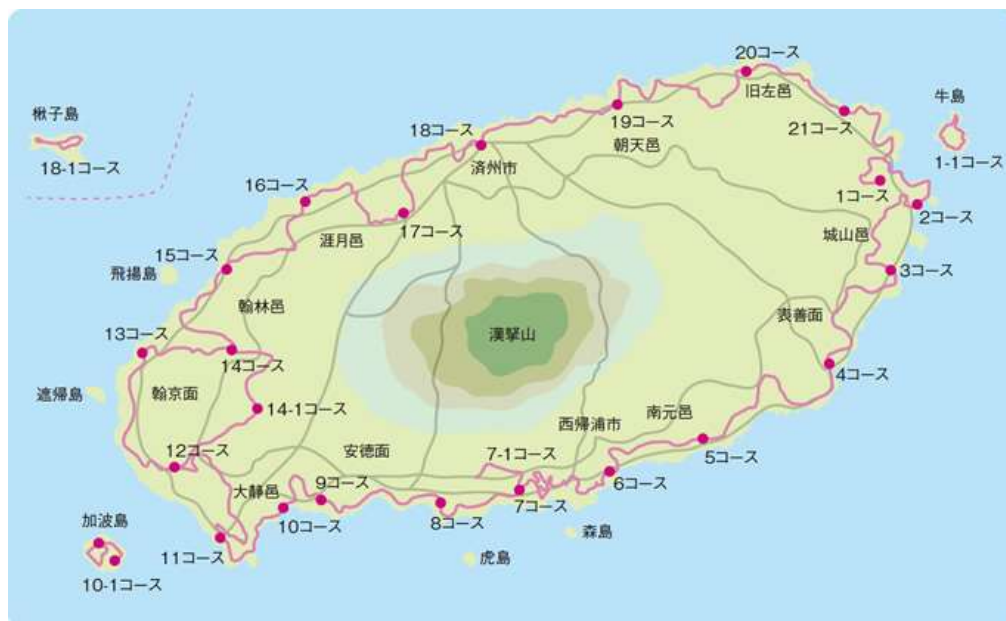 20コース
旧左邑
楸子島
牛島
19コース
21コース
18コース
朝天邑
18-1コース
済州市
1-1コース
16コース
1コース
2コース
17コース
涯月邑
城山邑
15コース
飛揚島
3コース
翰林邑
表善面
漢拏山
13コース
14コース
4コース
遮帰島
翰京面
14-1コース
南元邑
西帰浦市
安德面
7-1コース
5コース
12コース
9コース
6コース
大静邑
7コース
10コース
8コース
加波島
森島
11コース
虎島
10-1コース